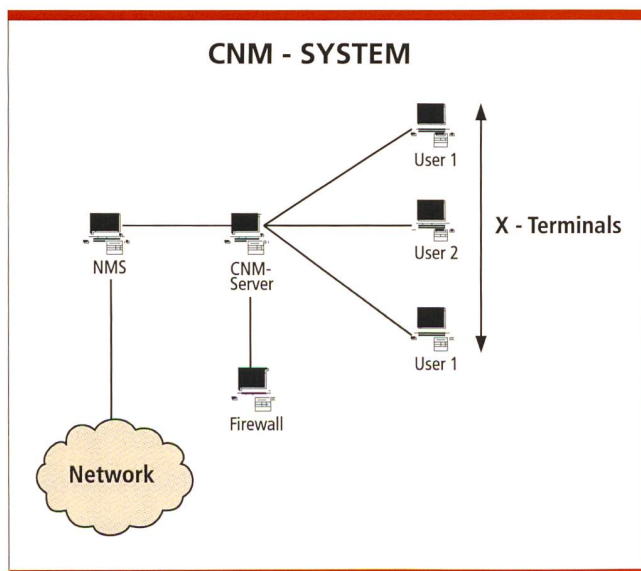 CNM - SYSTEM
User 1
X - Terminals
User 2
NMS
CNM-
Server
User 1
Firewall
Network